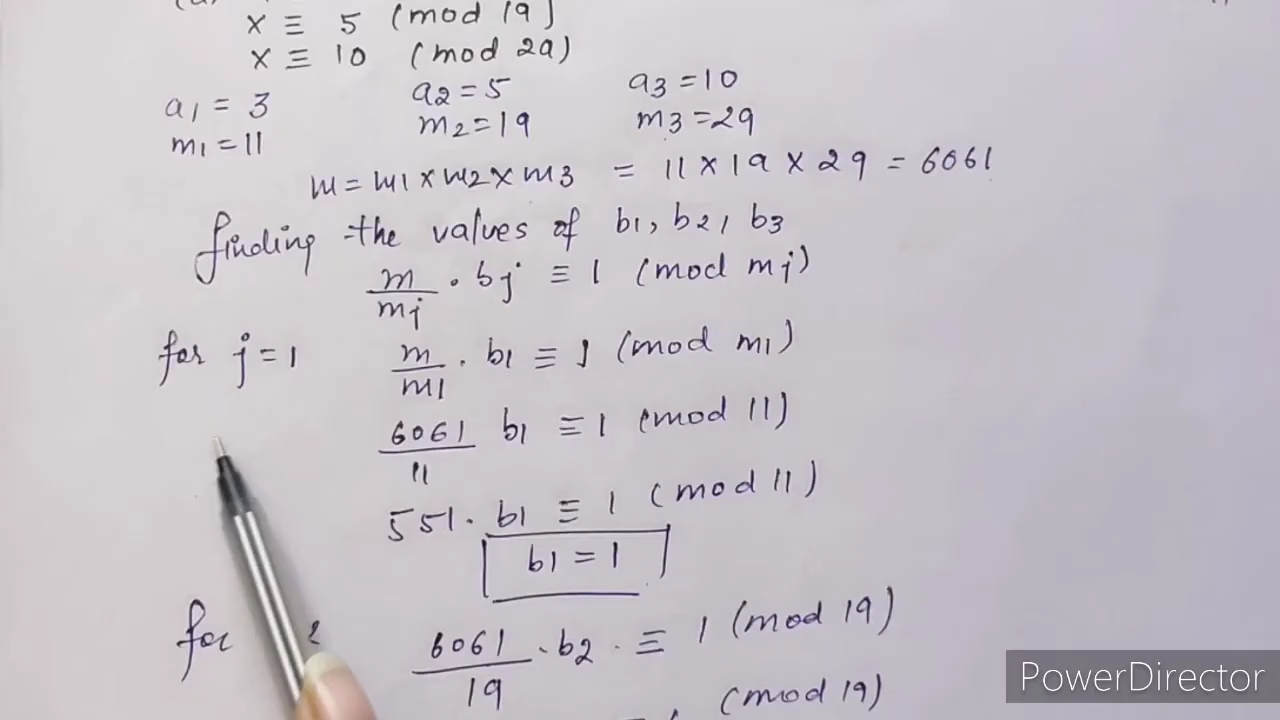 x ≡ 5 (mod 19)
x ≡ 10 (mod 29)
a1 = 3 a2 = 5 a3 = 10
m1 = 11 m2 = 19 m3 = 29
m = m1 × m2 × m3 = 11 × 19 × 29 = 6061
finding the values of b1, b2, b3
m/mj . bj ≡ 1 (mod mj)
for j = 1 m/m1 . b1 ≡ 1 (mod m1)
6061/11 b1 ≡ 1 (mod 11)
551 . b1 ≡ 1 (mod 11)
b1 = 1
for 2 6061/19 . b2 . ≡ 1 (mod 19)
(mod 19)
PowerDirector